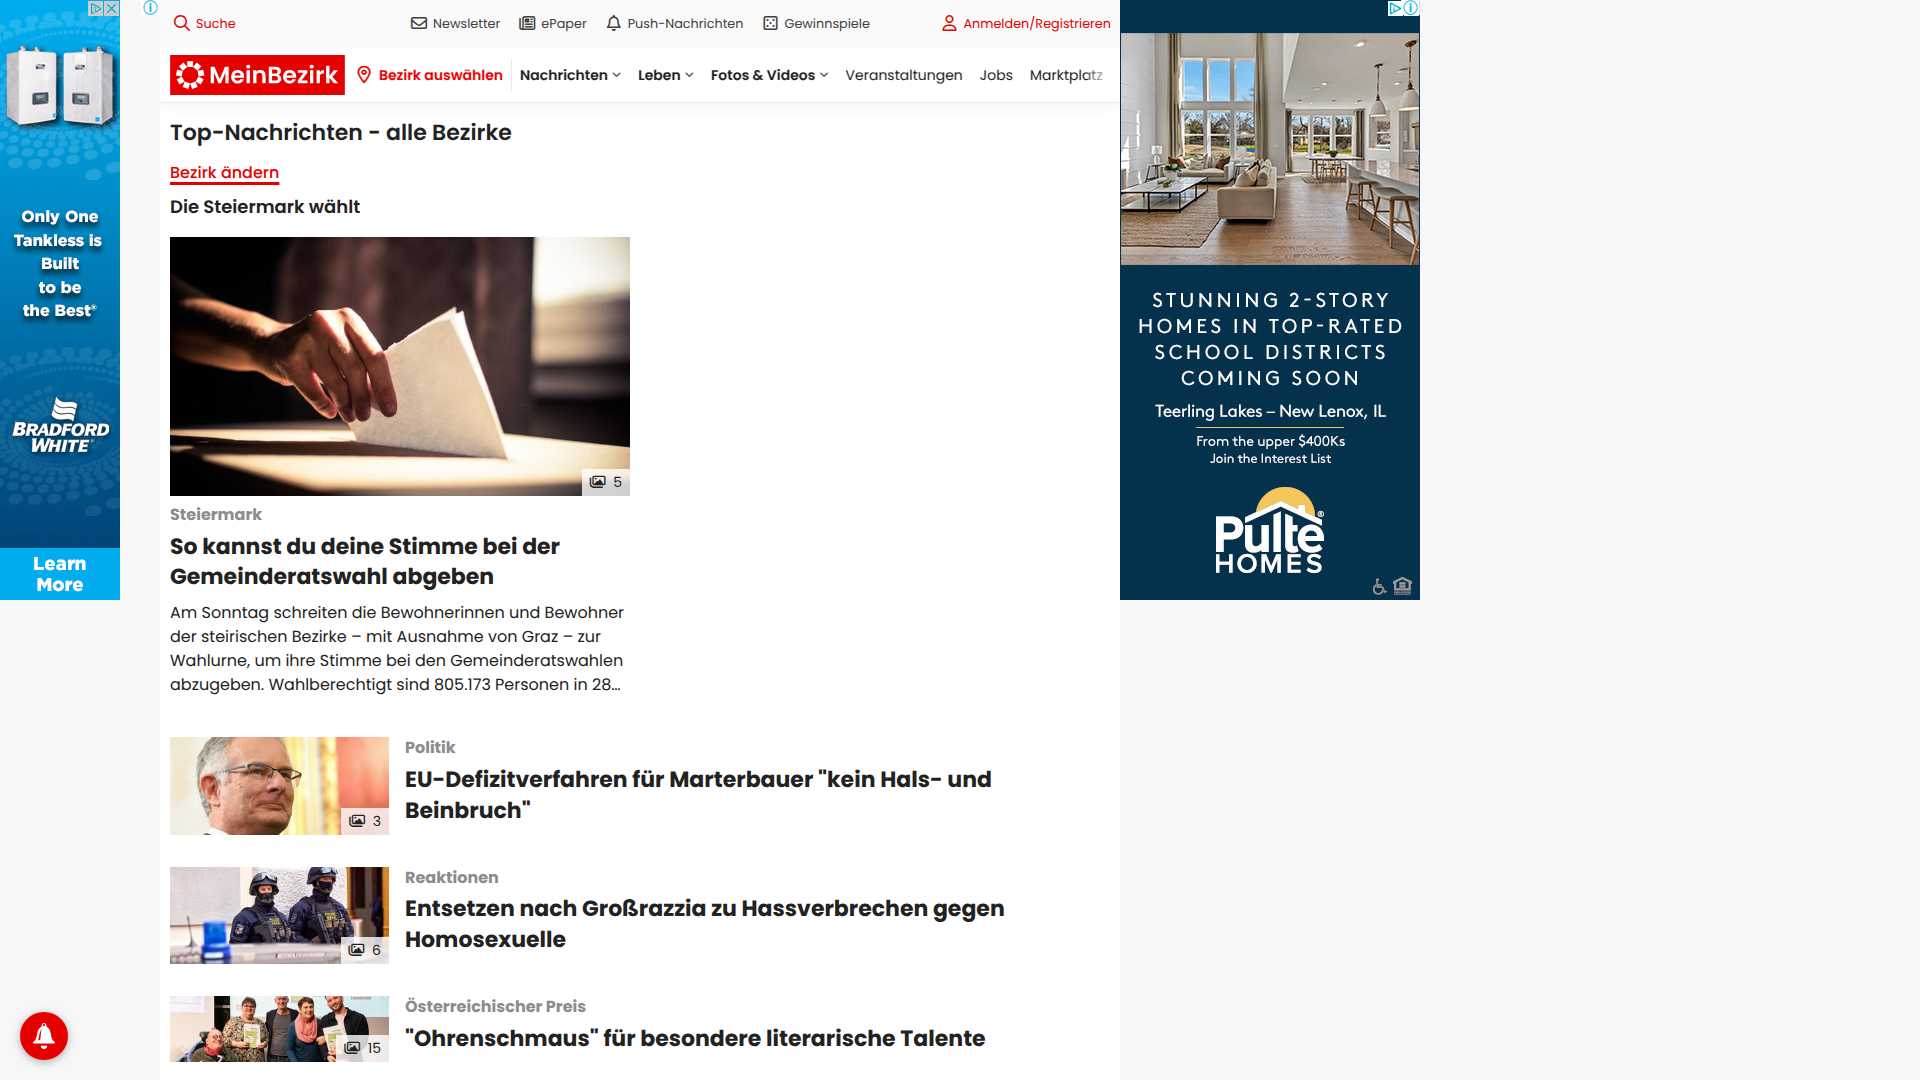 Suche
Newsletter
ePaper
Push-Nachrichten
Gewinnspiele
Anmelden/Registrieren
MeinBezirk
Bezirk auswählen
Nachrichten
Leben
Fotos & Videos
Veranstaltungen
Jobs
Marktplatz
Top-Nachrichten - alle Bezirke
Bezirk ändern
Die Steiermark wählt
5
Steiermark
So kannst du deine Stimme bei der
Gemeinderatswahl abgeben
Am Sonntag schreiten die Bewohnerinnen und Bewohner
der steirischen Bezirke – mit Ausnahme von Graz – zur
Wahlurne, um ihre Stimme bei den Gemeinderatswahlen
abzugeben. Wahlberechtigt sind 805.173 Personen in 28...
3
Politik
EU-Defizitverfahren für Marterbauer "kein Hals- und
Beinbruch"
6
Reaktionen
Entsetzen nach Großrazzia zu Hassverbrechen gegen
Homosexuelle
15
Österreichischer Preis
"Ohrenschmaus" für besondere literarische Talente
Only One
Tankless is
Built
to be
the Best®
BRADFORD
WHITE
Learn
More
STUNNING 2-STORY
HOMES IN TOP-RATED
SCHOOL DISTRICTS
COMING SOON
Teerling Lakes – New Lenox, IL
From the upper $400Ks
Join the Interest List
Pulte®
HOMES